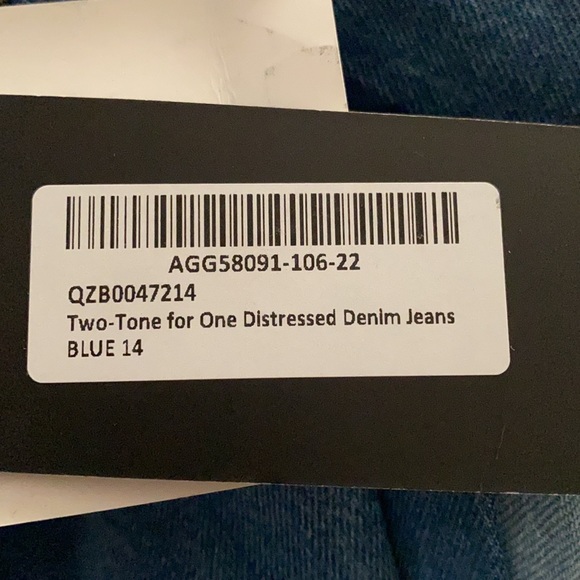 AGG58091-106-22
QZB0047214
Two-Tone for One Distressed Denim Jeans
BLUE 14